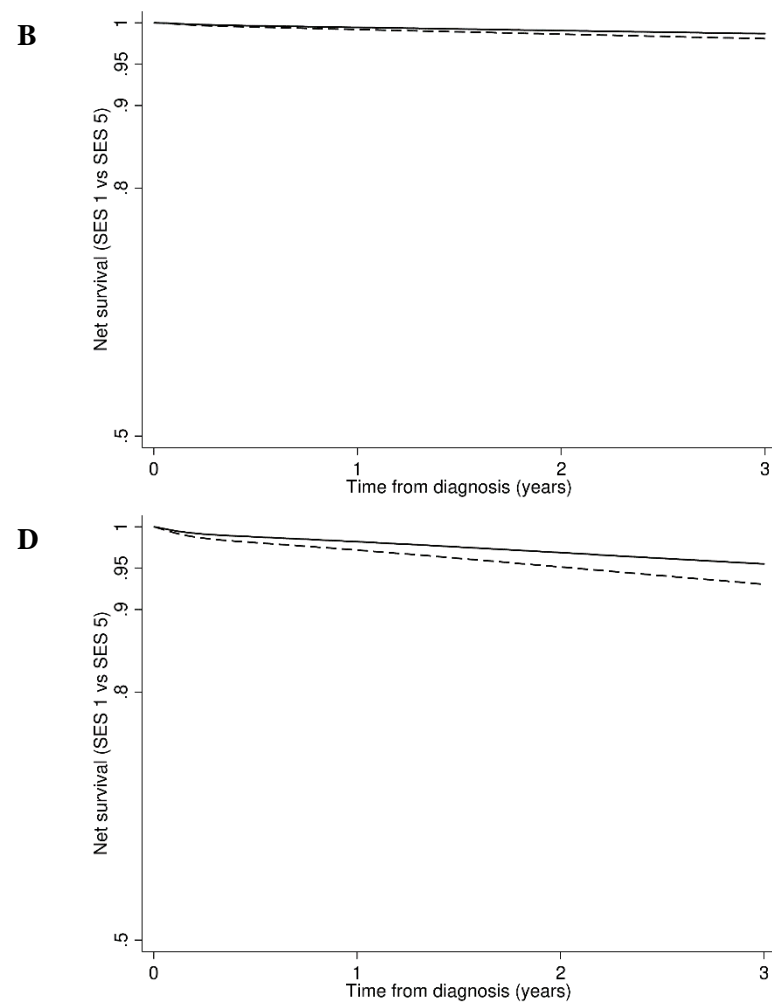 B
Net survival (SES 1 vs SES 5)
1
.95
.9
.8
.5
0 1 2 3
Time from diagnosis (years)
D
Net survival (SES 1 vs SES 5)
1
.95
.9
.8
.5
0 1 2 3
Time from diagnosis (years)